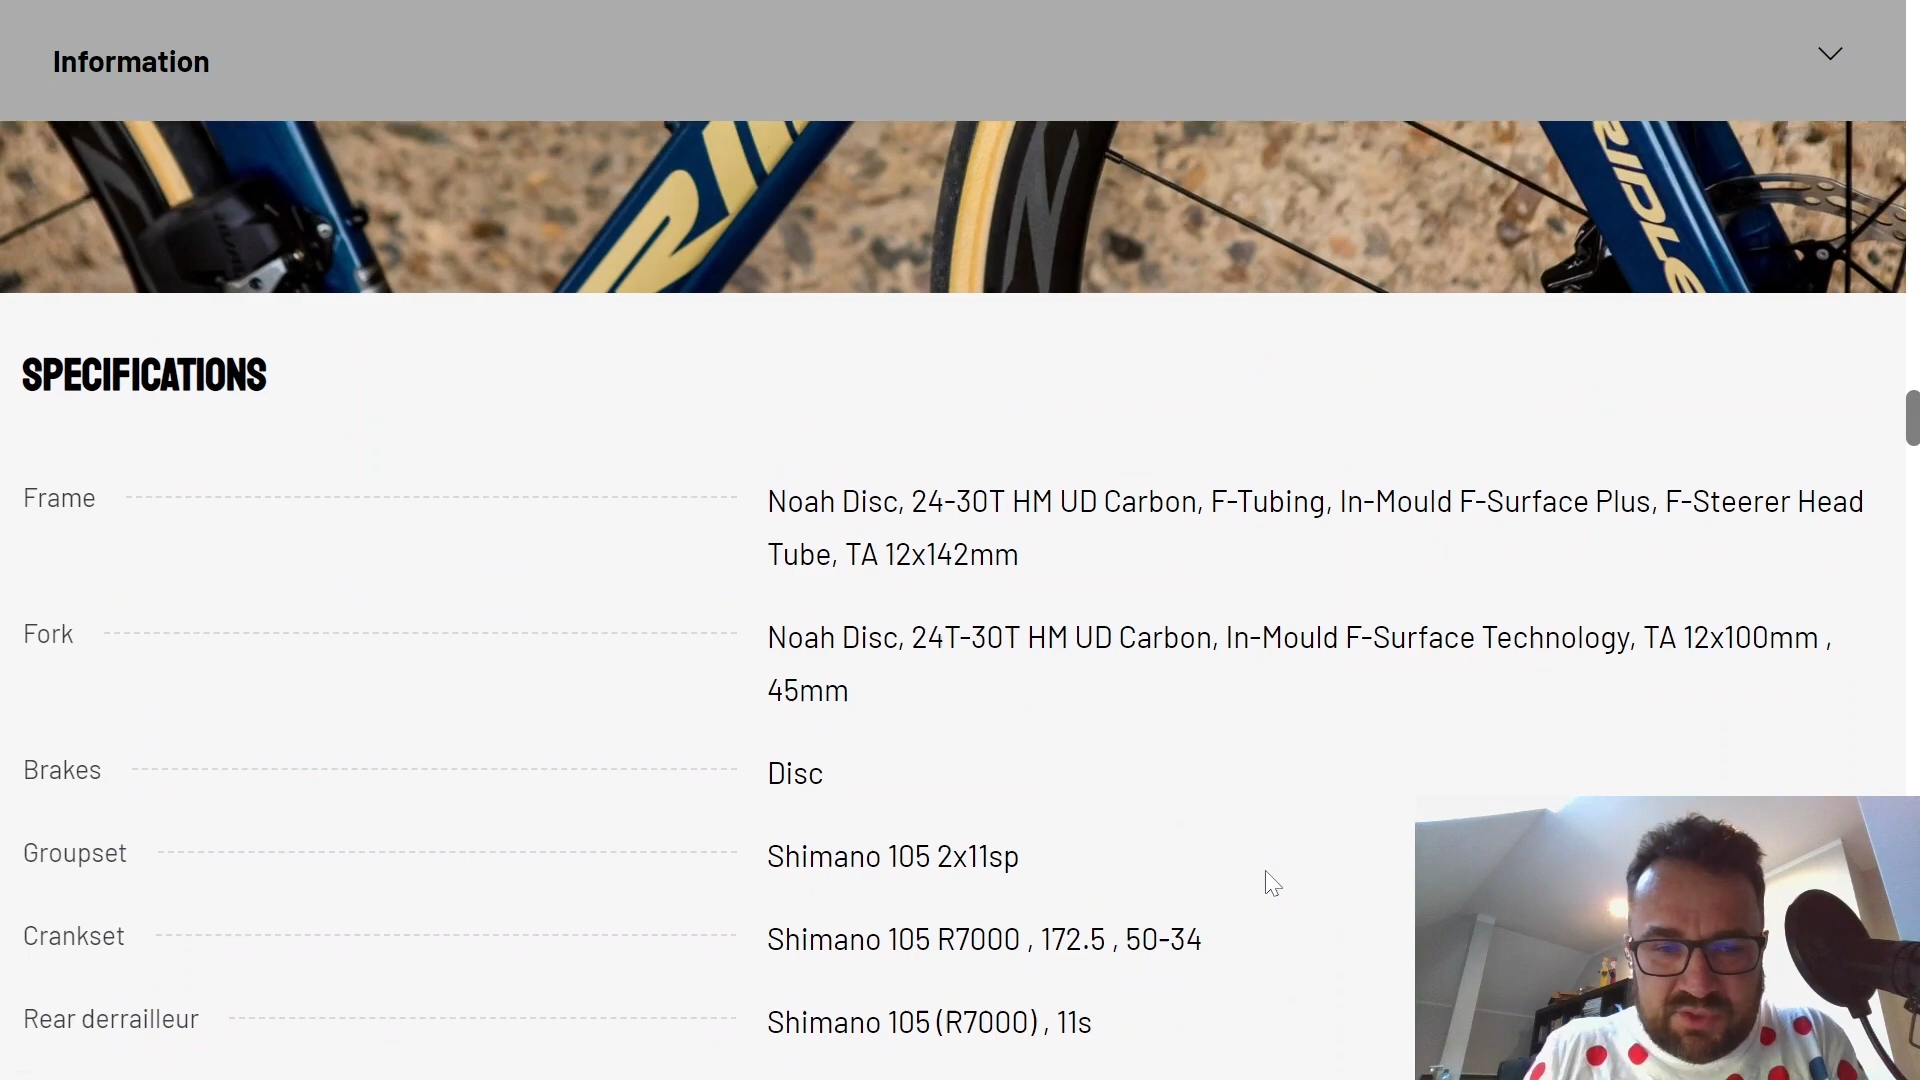 Information
RI
N
RIDLE
SPECIFICATIONS
Frame
Noah Disc, 24-30T HM UD Carbon, F-Tubing, In-Mould F-Surface Plus, F-Steerer Head
Tube, TA 12x142mm
Fork
Noah Disc, 24T-30T HM UD Carbon, In-Mould F-Surface Technology, TA 12x100mm ,
45mm
Brakes
Disc
Groupset
Shimano 105 2x11sp
Crankset
Shimano 105 R7000 , 172.5 , 50-34
Rear derrailleur
Shimano 105 (R7000) , 11s